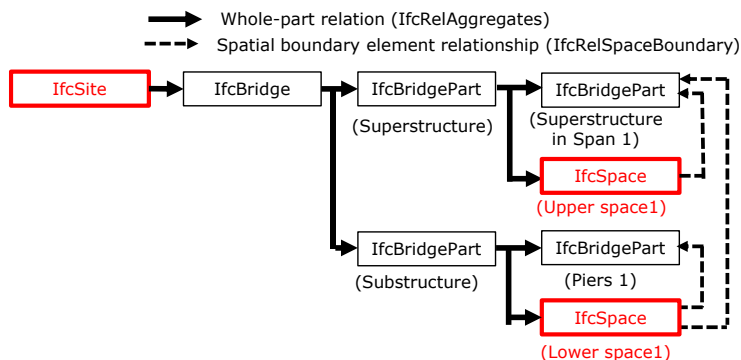 Whole-part relation (IfcRelAggregates)
Spatial boundary element relationship (IfcRelSpaceBoundary)
IfcSite
IfcBridge
IfcBridgePart
IfcBridgePart
(Superstructure)
(Superstructure
in Span 1)
IfcSpace
(Upper space1)
IfcBridgePart
IfcBridgePart
(Substructure)
(Piers 1)
IfcSpace
(Lower space1)